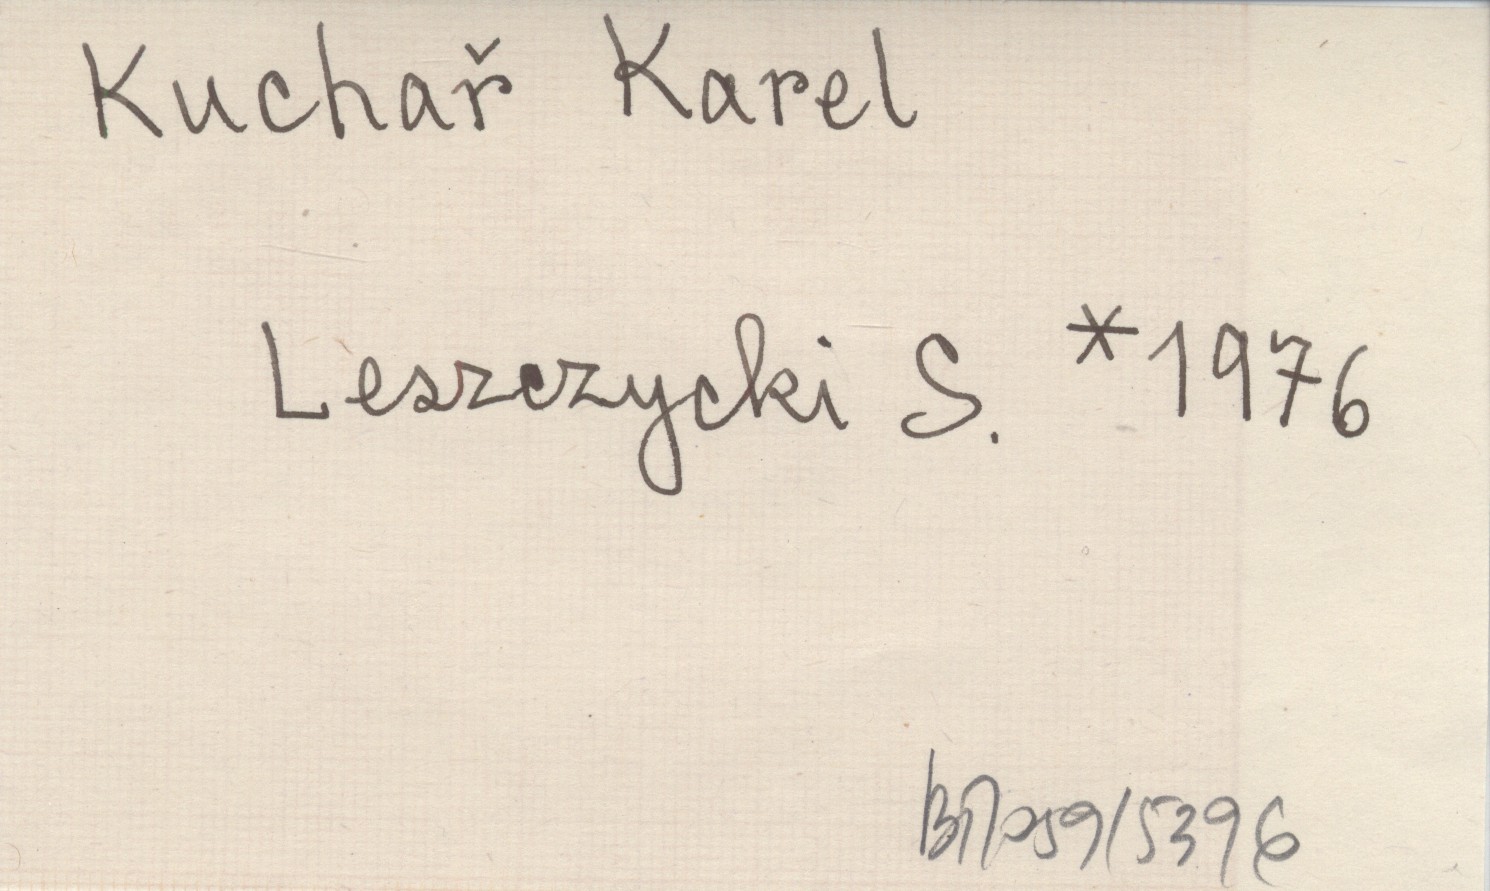 Kuchař Karel
Leszczycki S. *1976